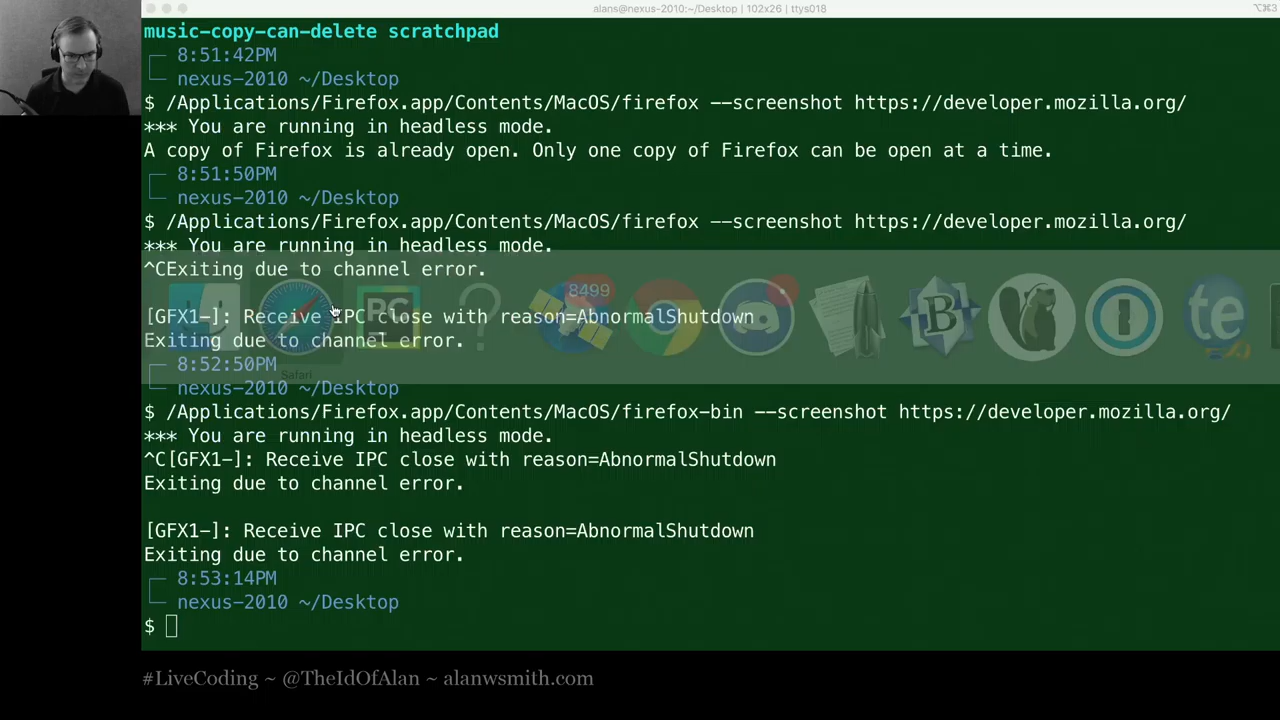 alans@nexus-2010:~/Desktop | 102x26 | ttys018
⌥⌘3
music-copy-can-delete scratchpad
8:51:42PM
nexus-2010 ~/Desktop
$ /Applications/Firefox.app/Contents/MacOS/firefox --screenshot https://developer.mozilla.org/
*** You are running in headless mode.
A copy of Firefox is already open. Only one copy of Firefox can be open at a time.
8:51:50PM
nexus-2010 ~/Desktop
$ /Applications/Firefox.app/Contents/MacOS/firefox --screenshot https://developer.mozilla.org/
*** You are running in headless mode.
^CExiting due to channel error.
8499
PC
B
te
[GFX1-]: Receive IPC close with reason=AbnormalShutdown
Exiting due to channel error.
8:52:50PM
Safari
nexus-2010 ~/Desktop
$ /Applications/Firefox.app/Contents/MacOS/firefox-bin --screenshot https://developer.mozilla.org/
*** You are running in headless mode.
^C[GFX1-]: Receive IPC close with reason=AbnormalShutdown
Exiting due to channel error.
[GFX1-]: Receive IPC close with reason=AbnormalShutdown
Exiting due to channel error.
8:53:14PM
nexus-2010 ~/Desktop
$
#LiveCoding ~ @TheIdOfAlan ~ alanwsmith.com